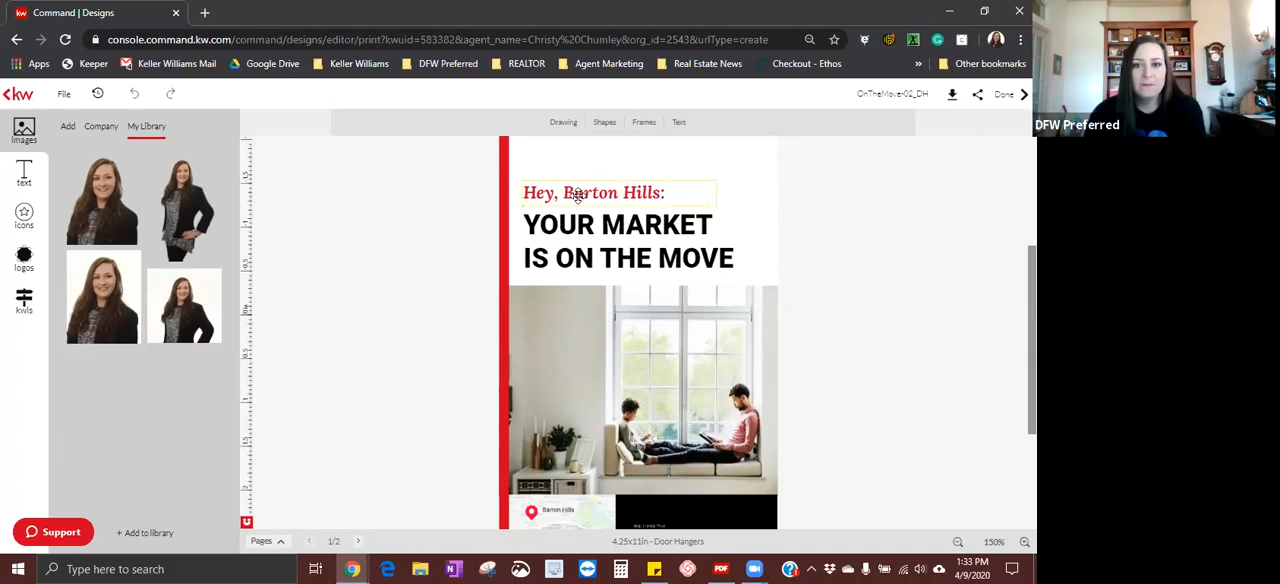 kw Command | Designs
console.command.kw.com/command/designs/editor/print?kwuid=583382&agent_name=Christy%20Chumley&org_id=2543&urlType=create
Apps Keeper Keller Williams Mail Google Drive Keller Williams DFW Preferred REALTOR Agent Marketing Real Estate News Checkout - Ethos » Other bookmarks
kw File OnTheMove-02_DH Done
images Add Company My Library Drawing Shapes Frames Text
text
icons
logos
kwls
Hey, Barton Hills:
YOUR MARKET
IS ON THE MOVE
Barton Hills
Support + Add to library
Pages 1/2 4.25x11in - Door Hangers 150%
Type here to search
1:33 PM
4/9/2020
DFW Preferred